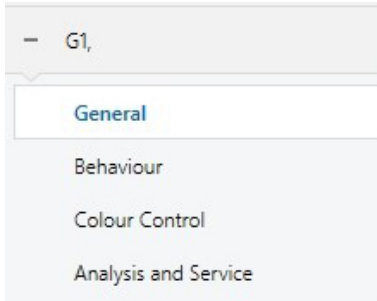 G1,
General
Behaviour
Colour Control
Analysis and Service